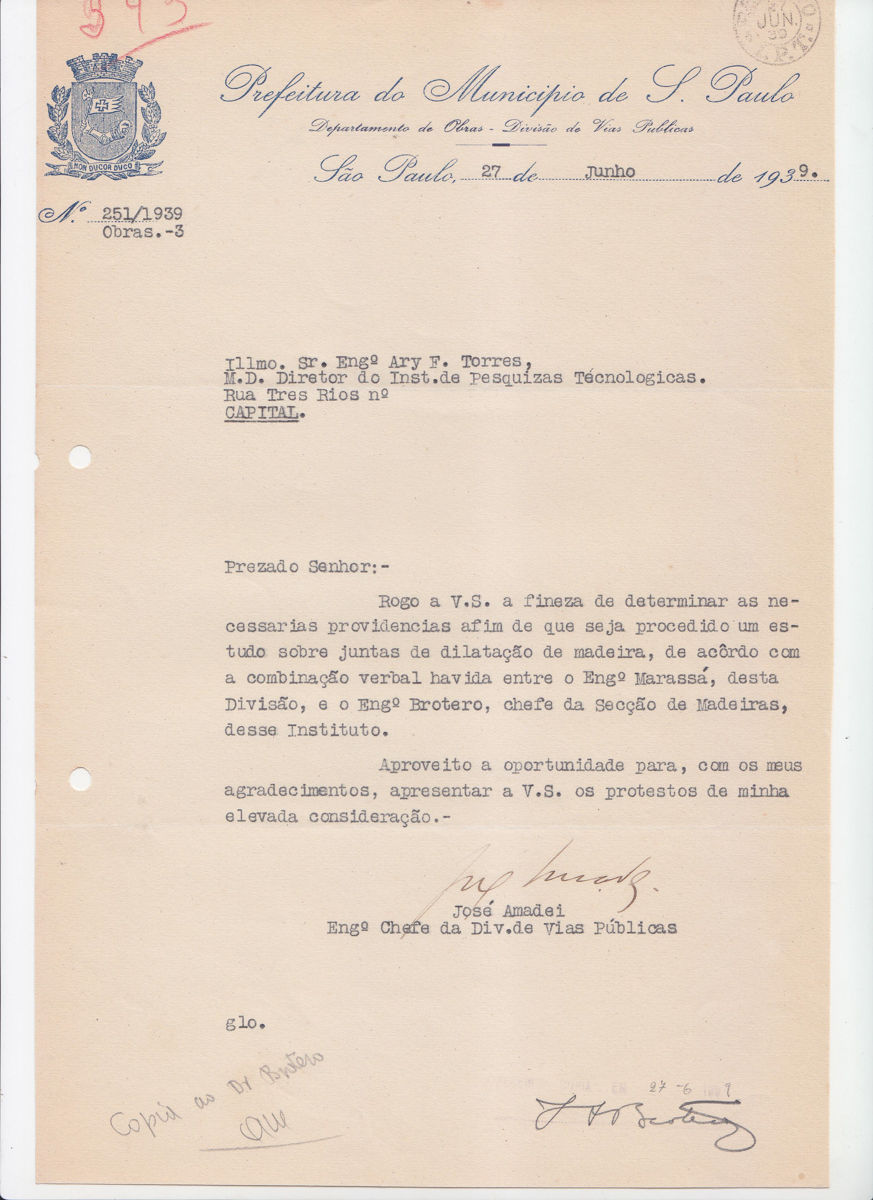 543
27
JUN.
39
I.P.T.
Prefeitura do Municipio de S. Paulo
Departamento de Obras - Divisão de Vias Publicas
São Paulo, 27 de Junho de 1939.
NON DVCOR DVCO
N.º 251/1939
Obras.-3
Illmo. Sr. Engº Ary F. Torres,
M.D. Diretor do Inst.de Pesquizas Técnologicas.
Rua Tres Rios nº
CAPITAL.
Prezado Senhor:-
Rogo a V.S. a fineza de determinar as ne-
cessarias providencias afim de que seja procedido um es-
tudo sobre juntas de dilatação de madeira, de acôrdo com
a combinação verbal havida entre o Engº Marassá, desta
Divisão, e o Engº Brotero, chefe da Secção de Madeiras,
desse Instituto.
Aproveito a oportunidade para, com os meus
agradecimentos, apresentar a V.S. os protestos de minha
elevada consideração.-
José Amadei
Engº Chefe da Div.de Vias Públicas
glo.
Copia ao Dr Brotero
27-6